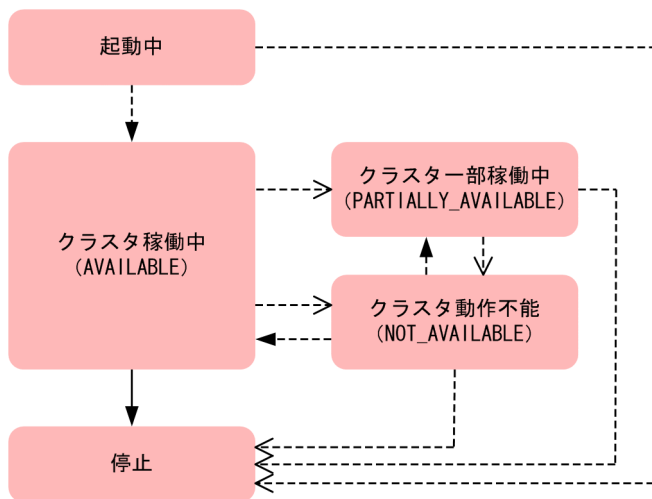 起動中
クラスタ一部稼働中
(PARTIALLY_AVAILABLE)
クラスタ稼働中
(AVAILABLE)
クラスタ動作不能
(NOT_AVAILABLE)
停止